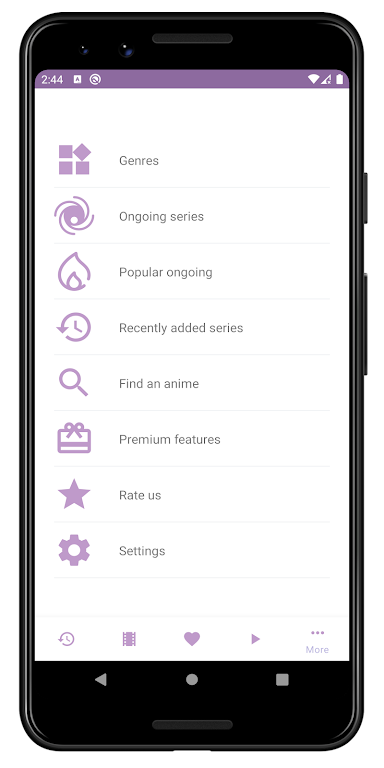 2:44
Genres
Ongoing series
Popular ongoing
Recently added series
Find an anime
Premium features
Rate us
Settings
More